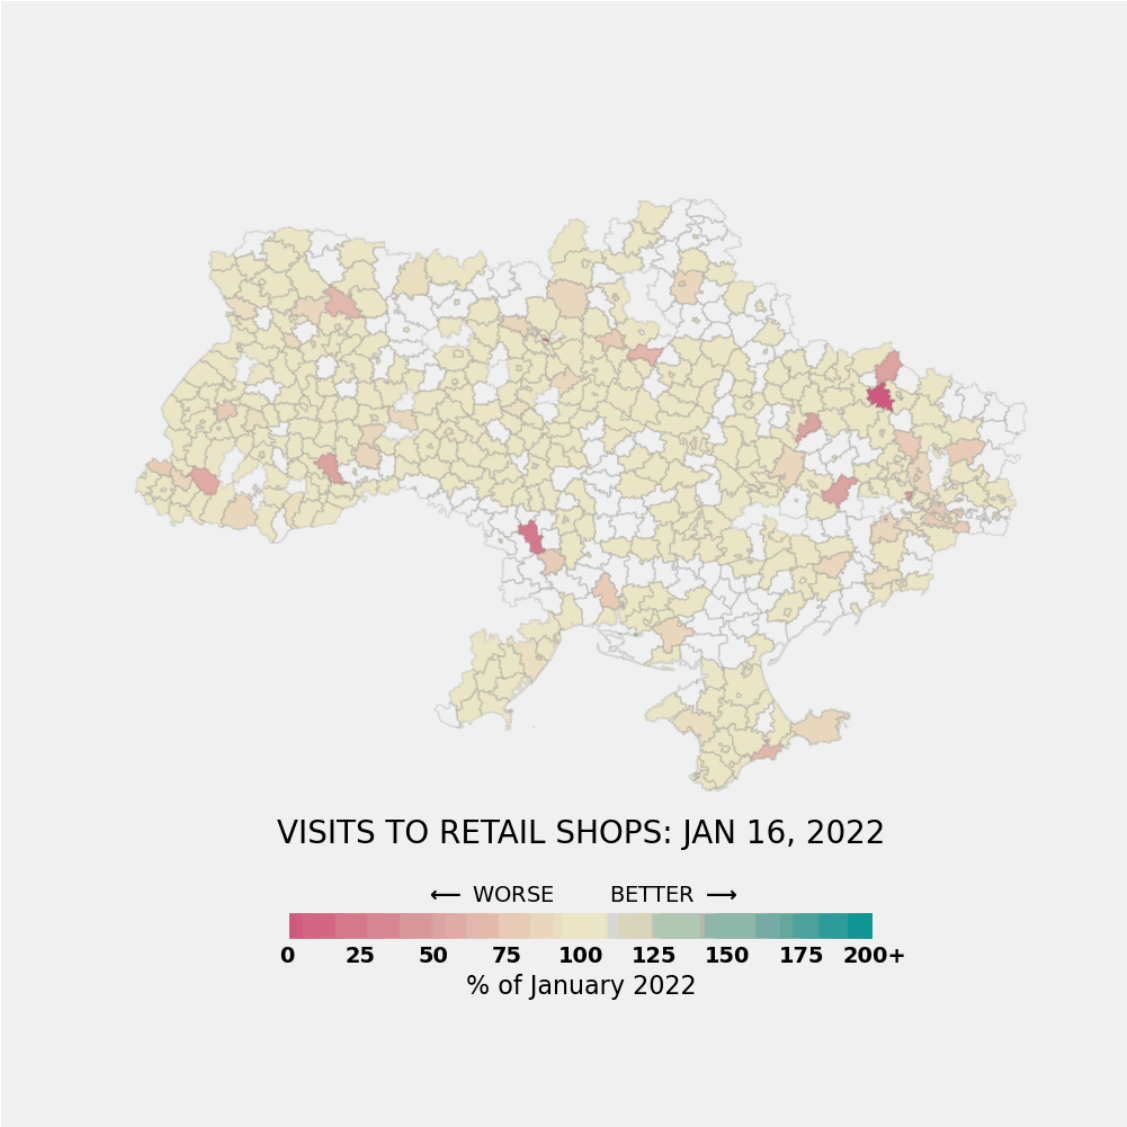 VISITS TO RETAIL SHOPS: JAN 16, 2022
← WORSE BETTER →
0 25 50 75 100 125 150 175 200+
% of January 2022